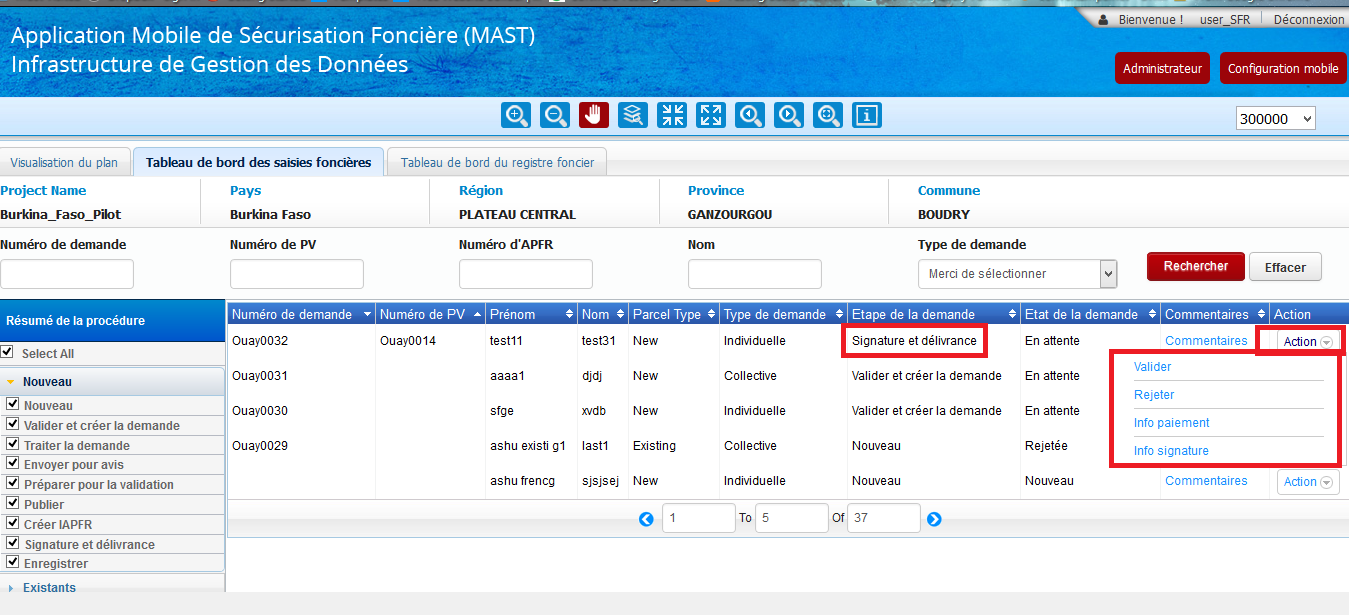 Bienvenue ! user_SFR Déconnexion
Application Mobile de Sécurisation Foncière (MAST)
Infrastructure de Gestion des Données
Administrateur Configuration mobile
300000
Visualisation du plan Tableau de bord des saisies foncières Tableau de bord du registre foncier
Project Name Pays Région Province Commune
Burkina_Faso_Pilot Burkina Faso PLATEAU CENTRAL GANZOURGOU BOUDRY
Numéro de demande Numéro de PV Numéro d'APFR Nom Type de demande
Merci de sélectionner Rechercher Effacer
Résumé de la procédure
Select All
Nouveau
Nouveau
Valider et créer la demande
Traiter la demande
Envoyer pour avis
Préparer pour la validation
Publier
Créer lAPFR
Signature et délivrance
Enregistrer
Existants
Numéro de demande Numéro de PV Prénom Nom Parcel Type Type de demande Etape de la demande Etat de la demande Commentaires Action
Ouay0032 Ouay0014 test11 test31 New Individuelle Signature et délivrance En attente Commentaires Action
Ouay0031 aaaa1 djdj New Collective Valider et créer la demande En attente
Ouay0030 sfge xvdb New Individuelle Valider et créer la demande En attente
Ouay0029 ashu existi g1 last1 Existing Collective Nouveau Rejetée
ashu frencg sjsjsej New Individuelle Nouveau Nouveau Commentaires Action
Valider
Rejeter
Info paiement
Info signature
1 To 5 Of 37